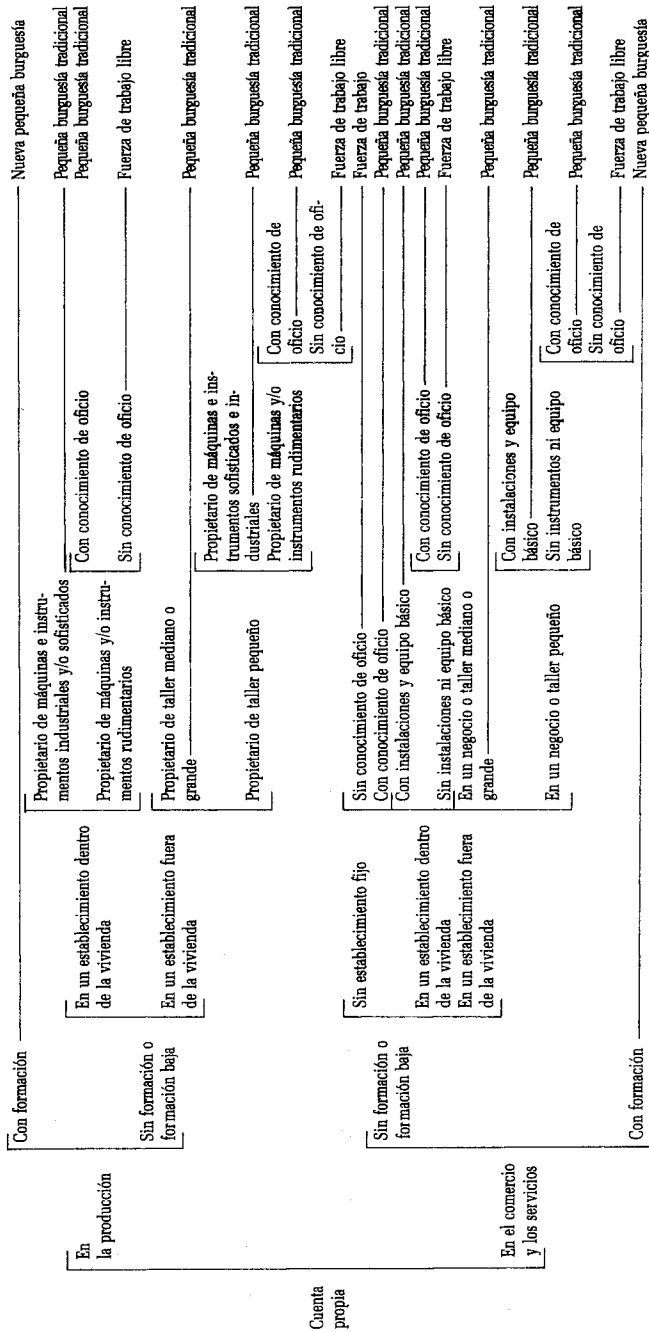 Cuenta
propia
En
la producción
En el comercio
y los servicios
Con formación
Sin formación o
formación baja
Sin formación o
formación baja
Con formación
En un establecimiento dentro
de la vivienda
En un establecimiento fuera
de la vivienda
Sin establecimiento fijo
En un establecimiento dentro
de la vivienda
En un establecimiento fuera
de la vivienda
Propietario de máquinas e instru-
mentos industriales y/o sofisticados
Propietario de máquinas y/o instru-
mentos rudimentarios
Propietario de taller mediano o
grande
Propietario de taller pequeño
Sin conocimiento de oficio
Con conocimiento de oficio
Con instalaciones y equipo básico
Sin instalaciones ni equipo básico
En un negocio o taller mediano o
grande
En un negocio o taller pequeño
Con conocimiento de oficio
Sin conocimiento de oficio
Propietario de máquinas e ins-
trumentos sofisticados e in-
dustriales
Propietario de máquinas y/o
instrumentos rudimentarios
Con conocimiento de oficio
Sin conocimiento de oficio
Con instalaciones y equipo
básico
Sin instrumentos ni equipo
básico
Con conocimiento de
oficio
Sin conocimiento de ofi-
cio
Con conocimiento de
oficio
Sin conocimiento de
oficio
Nueva pequeña burguesía
Pequeña burguesía tradicional
Pequeña burguesía tradicional
Fuerza de trabajo libre
Pequeña burguesía tradicional
Pequeña burguesía tradicional
Pequeña burguesía tradicional
Fuerza de trabajo libre
Fuerza de trabajo
Pequeña burguesía tradicional
Pequeña burguesía tradicional
Pequeña burguesía tradicional
Fuerza de trabajo libre
Pequeña burguesía tradicional
Pequeña burguesía tradicional
Pequeña burguesía tradicional
Fuerza de trabajo libre
Nueva pequeña burguesía